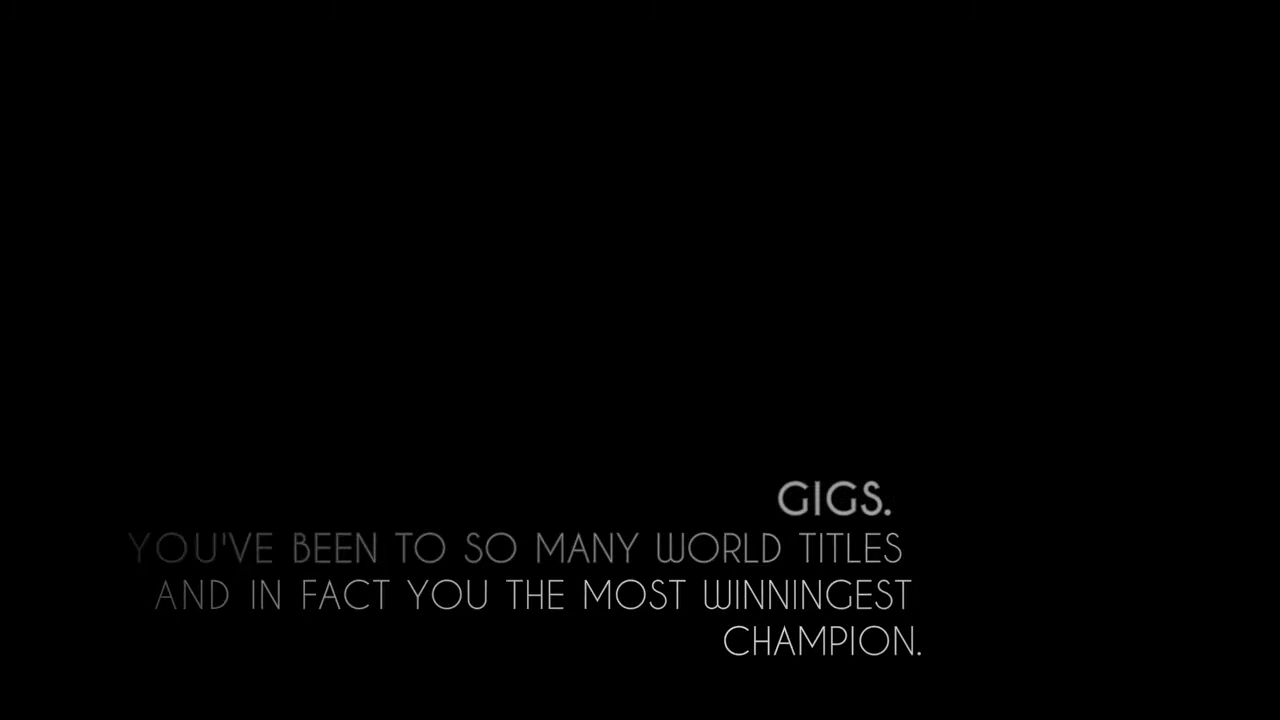 GIGS.
YOU'VE BEEN TO SO MANY WORLD TITLES
AND IN FACT YOU THE MOST WINNINGEST
CHAMPION.